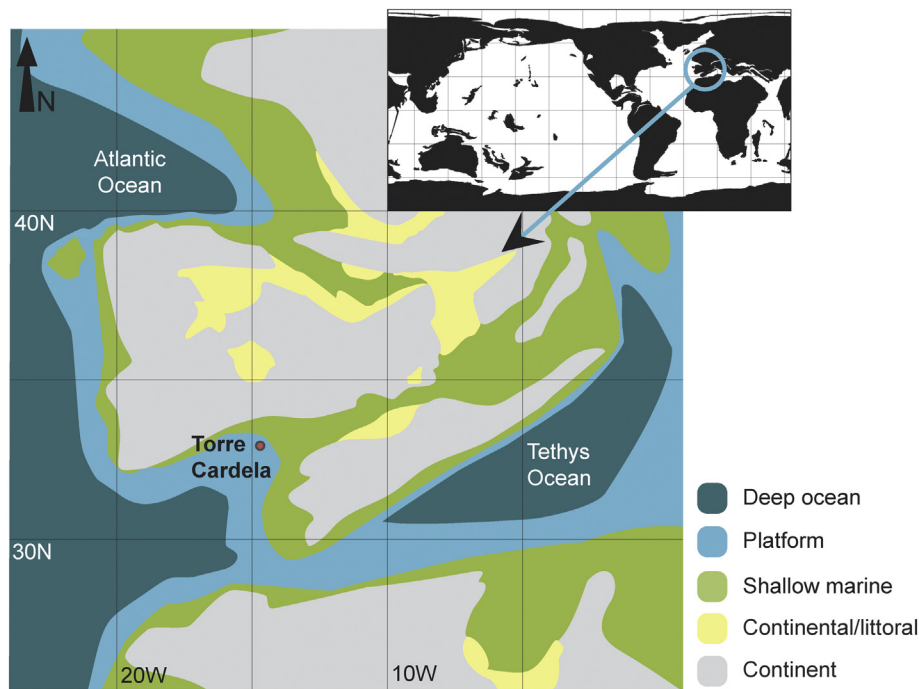 N
Atlantic
Ocean
40N
Torre
Cardela
Tethys
Ocean
30N
20W
10W
Deep ocean
Platform
Shallow marine
Continental/littoral
Continent